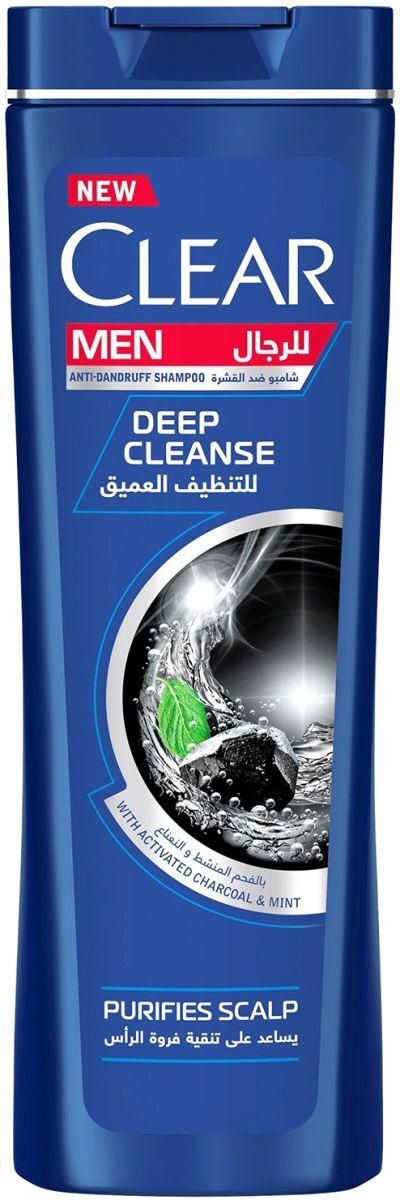 NEW
CLEAR
MEN للرجال
ANTI-DANDRUFF SHAMPOO شامبو ضد القشرة
DEEP
CLEANSE
للتنظيف العميق
بالفحم المنشط و النعناع
WITH ACTIVATED CHARCOAL & MINT
PURIFIES SCALP
يساعد على تنقية فروة الرأس